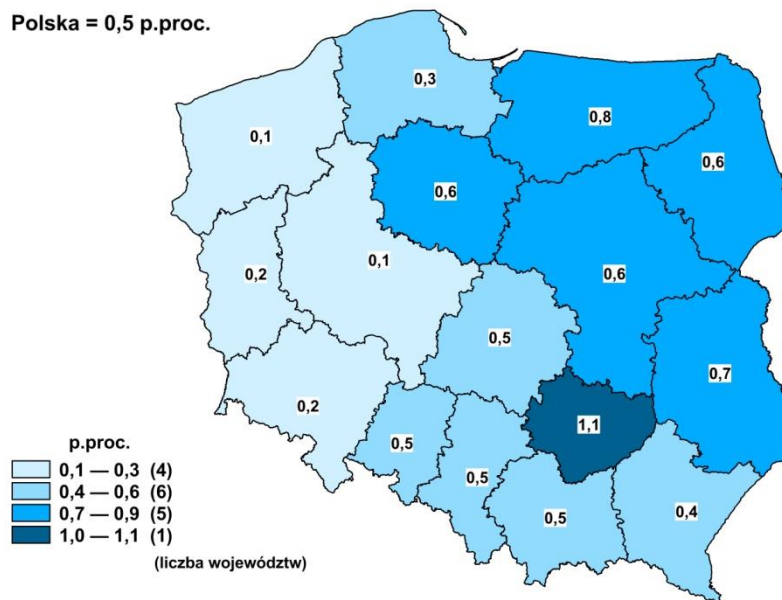 Polska = 0,5 p.proc.
0,3
0,8
0,1
0,6
0,6
0,1
0,6
0,2
0,5
0,7
0,2
1,1
0,5
0,5
0,5
0,4
p.proc.
0,1 — 0,3 (4)
0,4 — 0,6 (6)
0,7 — 0,9 (5)
1,0 — 1,1 (1)
(liczba województw)